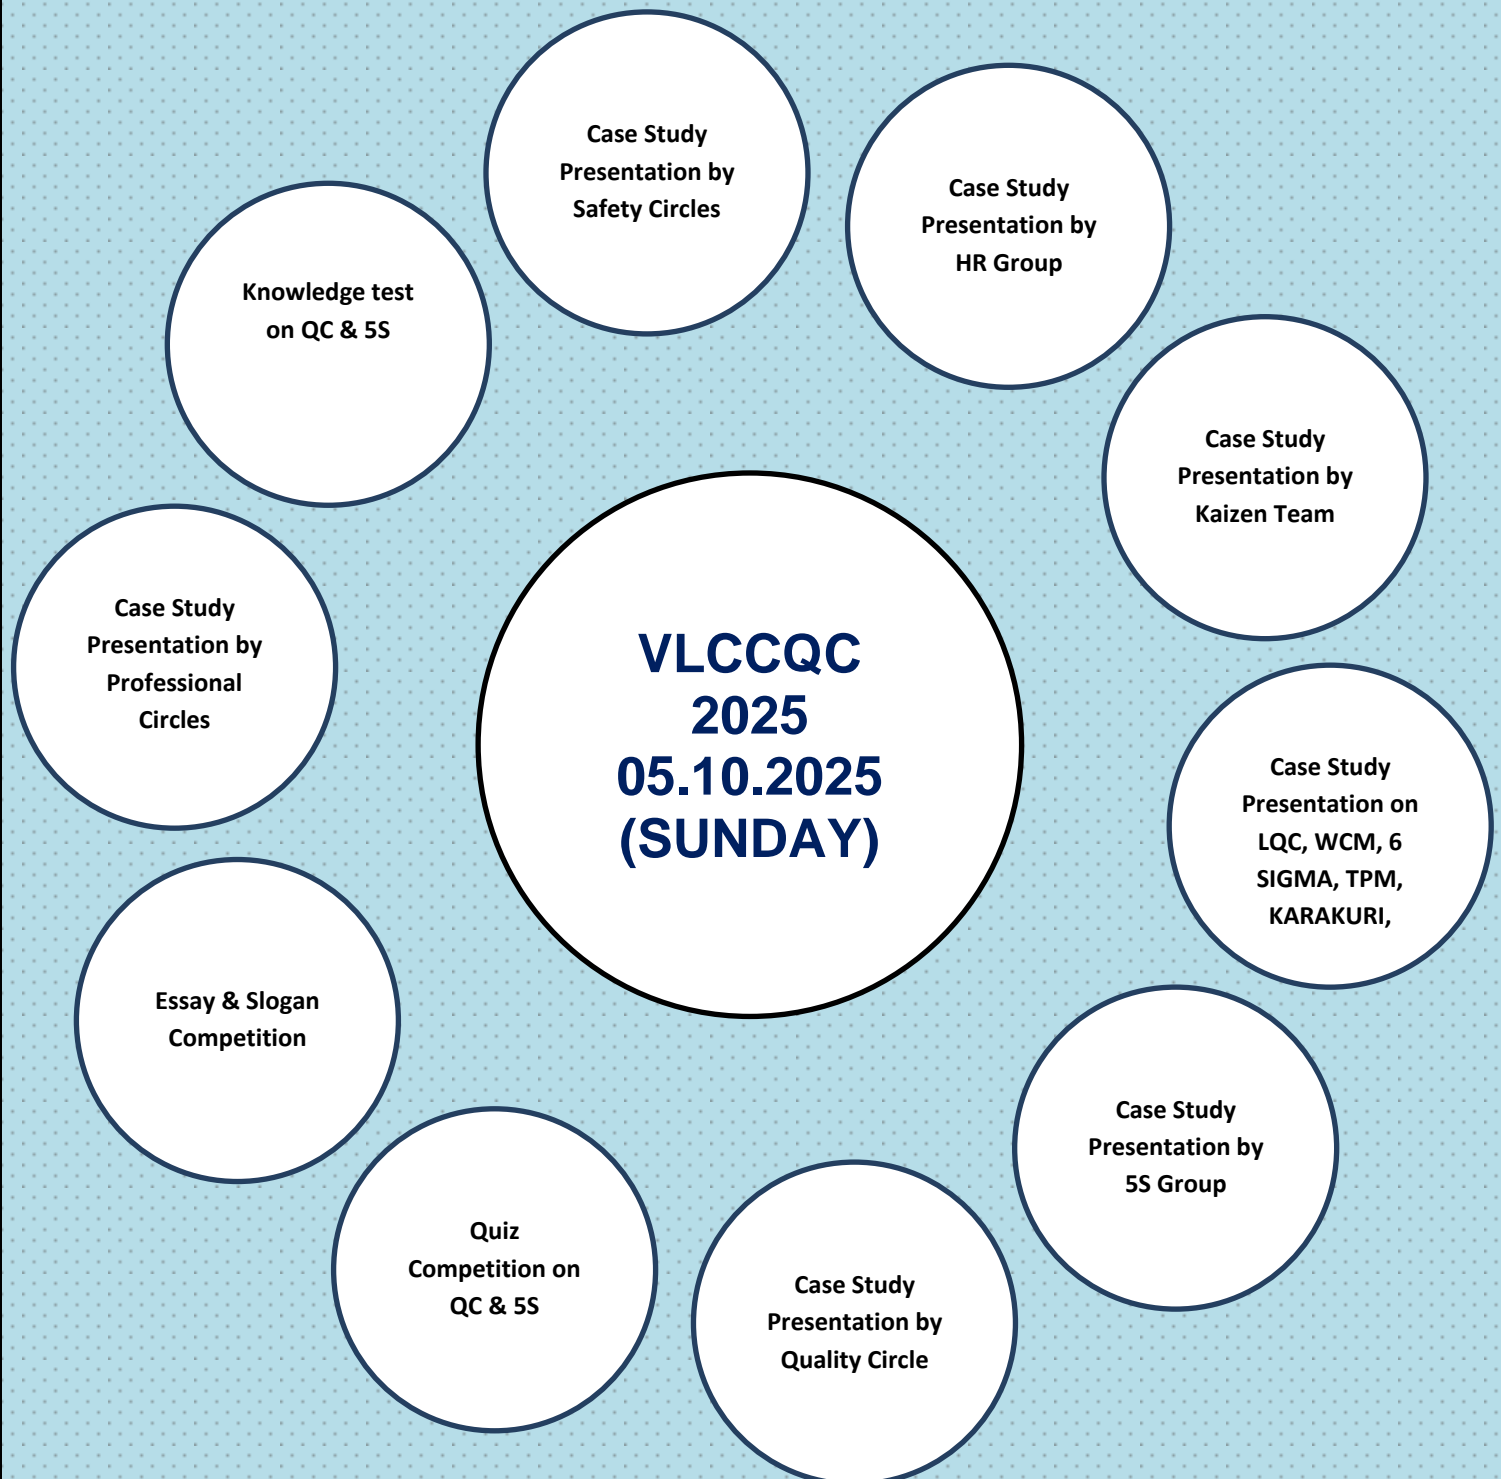 Case Study
Presentation by
Safety Circles
Case Study
Presentation by
HR Group
Knowledge test
on QC & 5S
Case Study
Presentation by
Kaizen Team
Case Study
Presentation by
Professional
Circles
VLCCQC
2025
05.10.2025
(SUNDAY)
Case Study
Presentation on
LQC, WCM, 6
SIGMA, TPM,
KARAKURI,
Essay & Slogan
Competition
Case Study
Presentation by
5S Group
Quiz
Competition on
QC & 5S
Case Study
Presentation by
Quality Circle